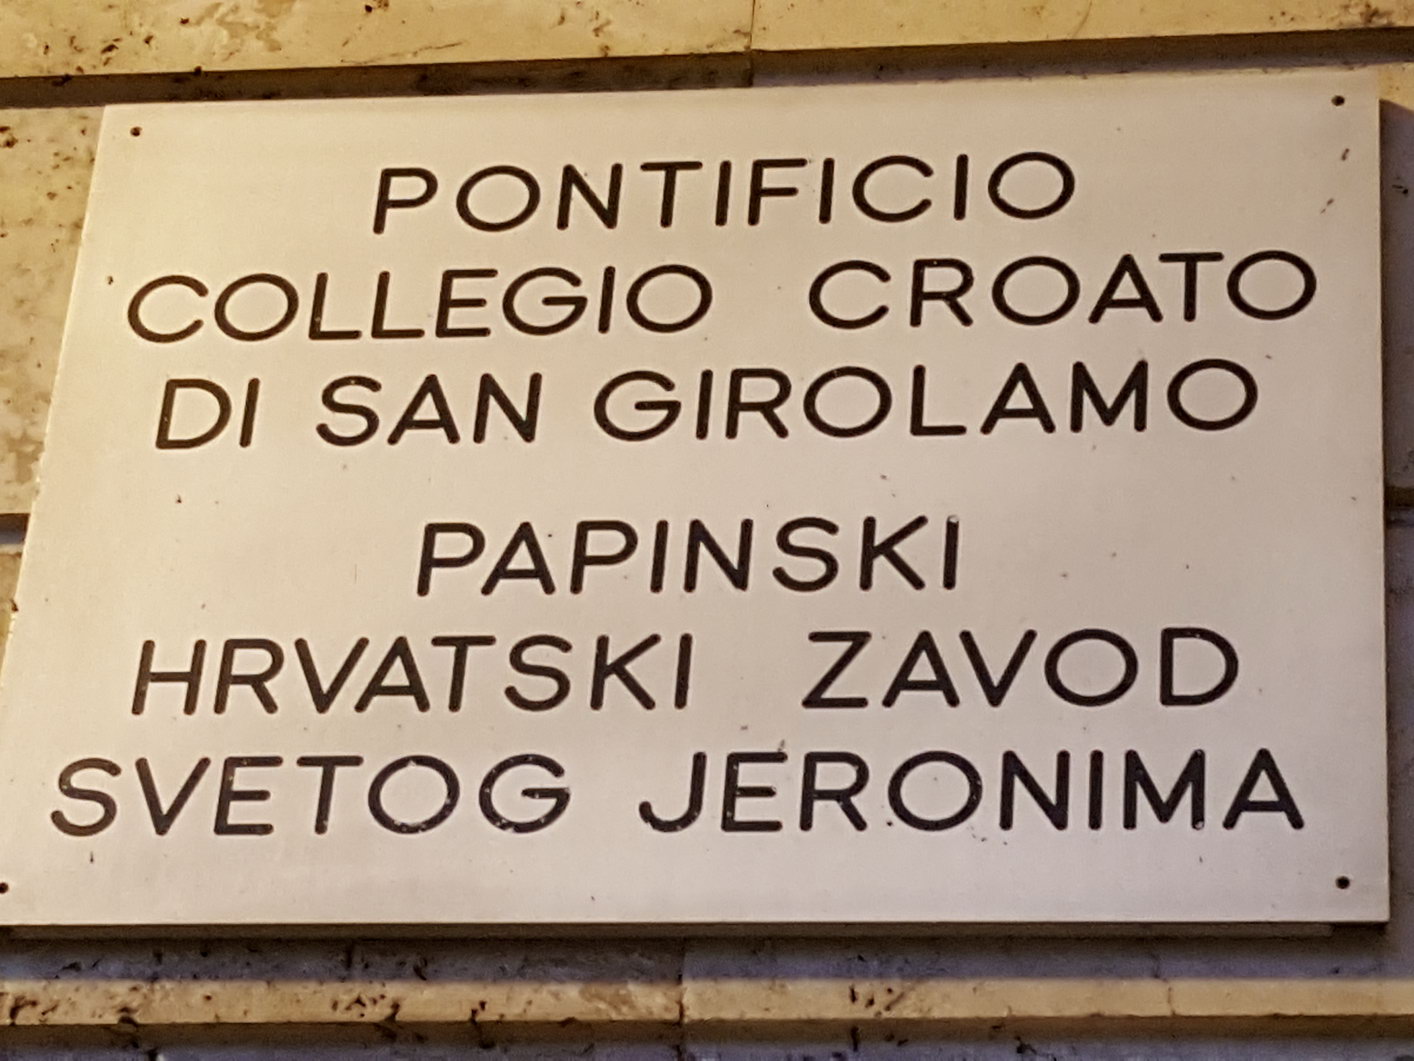 PONTIFICIO
COLLEGIO CROATO
DI SAN GIROLAMO
PAPINSKI
HRVATSKI ZAVOD
SVETOG JERONIMA